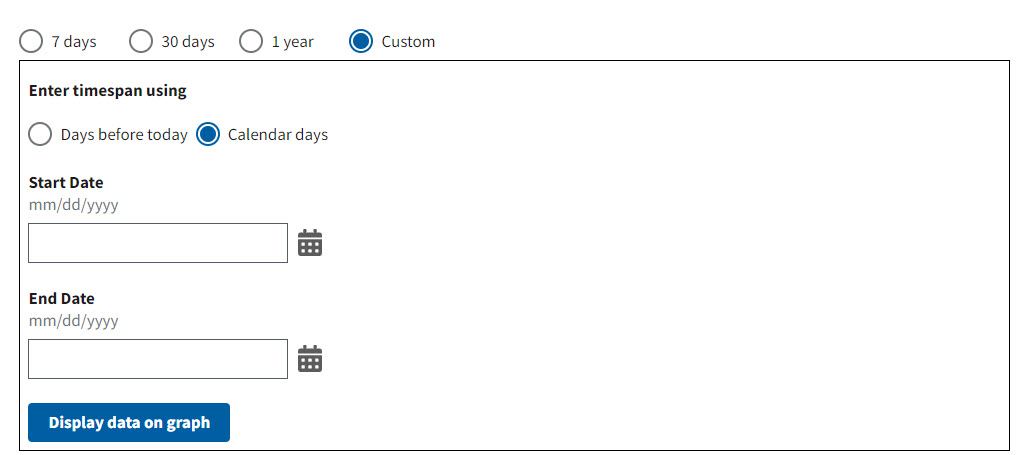 7 days 30 days 1 year Custom
Enter timespan using
Days before today Calendar days
Start Date
mm/dd/yyyy
End Date
mm/dd/yyyy
Display data on graph